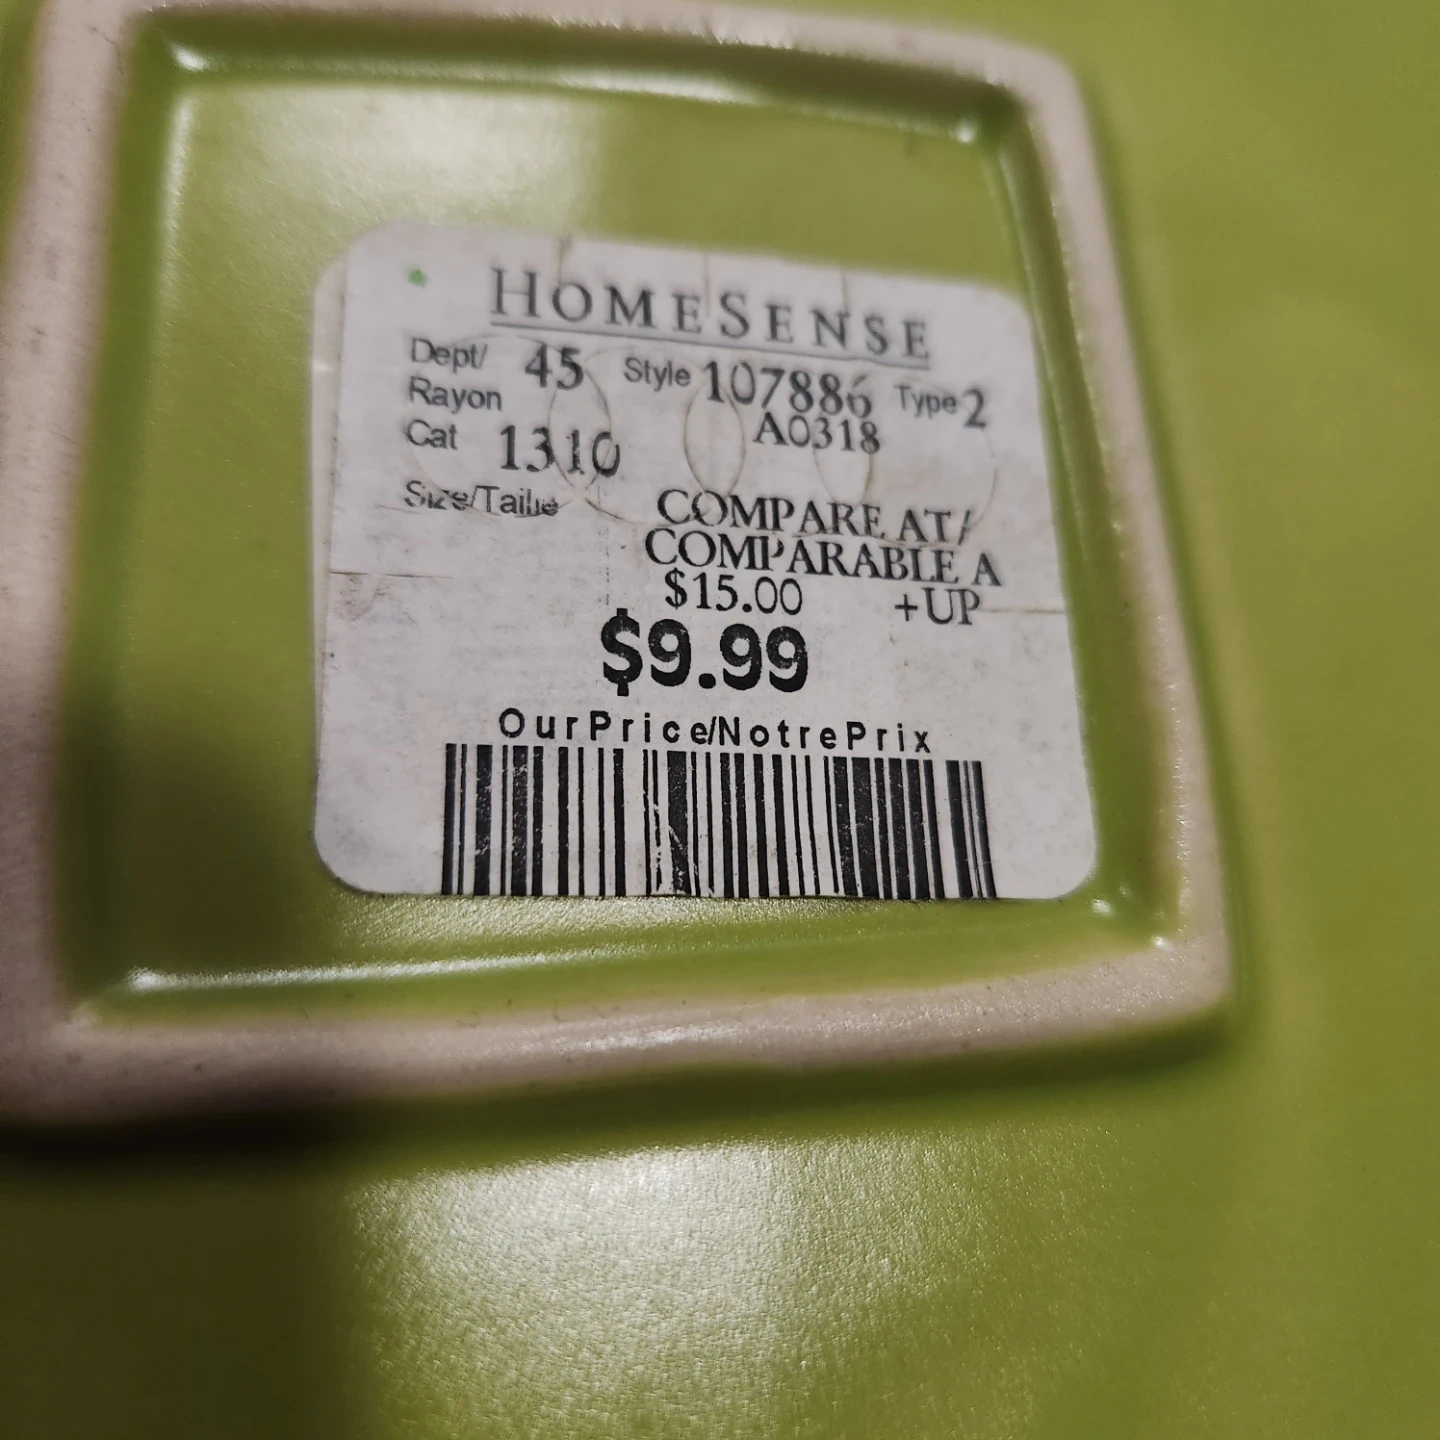 HOMESENSE
Dept/ 45 Style 107886 Type 2
Rayon
A0318
Cat 1310
Size/Taille
COMPARE AT/
COMPARABLE A
$15.00 +UP
$9.99
OurPrice/NotrePrix